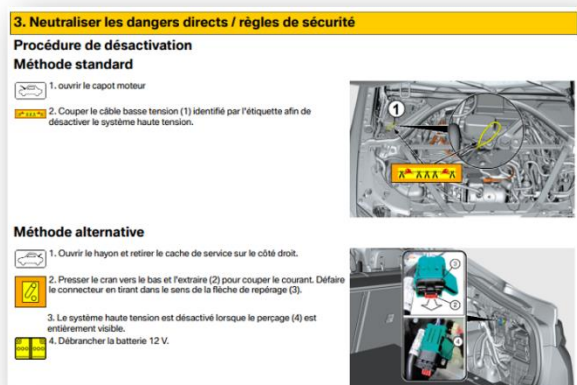 3. Neutraliser les dangers directs / règles de sécurité
Procédure de désactivation
Méthode standard
1. ouvrir le capot moteur
2. Couper le câble basse tension (1) identifié par l'étiquette afin de
désactiver le système haute tension.
1
Méthode alternative
1. Ouvrir le hayon et retirer le cache de service sur le côté droit.
2. Presser le cran vers le bas et l'extraire (2) pour couper le courant. Défaire
le connecteur en tirant dans le sens de la flèche de repérage (3).
3. Le système haute tension est désactivé lorsque le perçage (4) est
entièrement visible.
4. Débrancher la batterie 12 V.
3
2
4